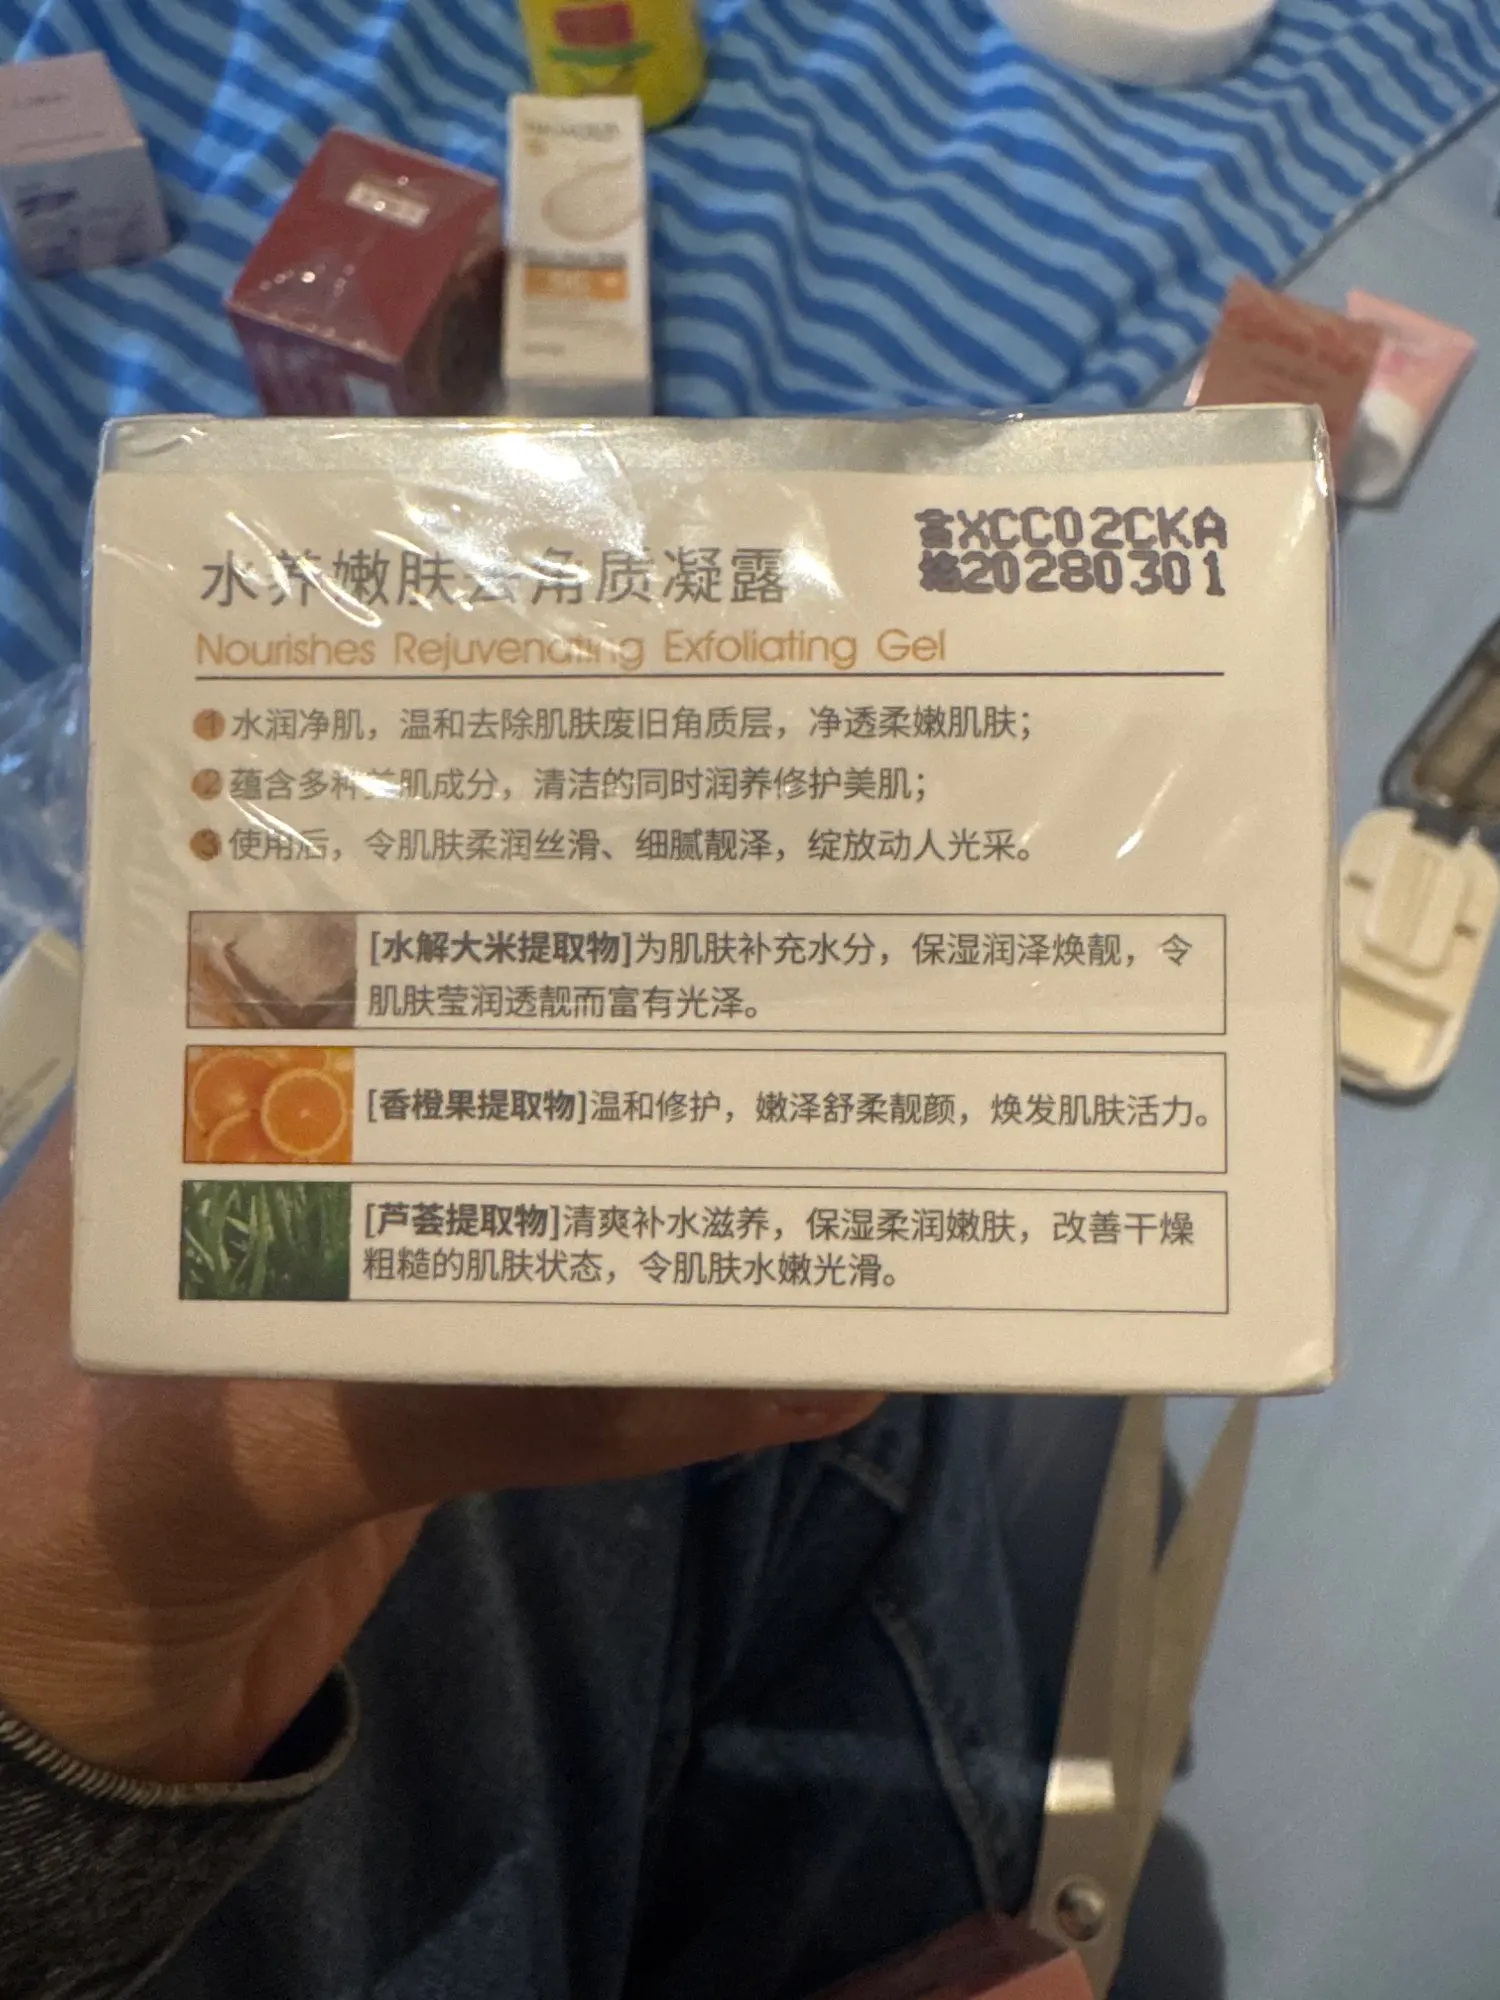 XCC02CKA
20280301
水养嫩肤去角质凝露
Nourishes Rejuvenating Exfoliating Gel
1 水润净肌，温和去除肌肤废旧角质层，净透柔嫩肌肤；
2 蕴含多种美肌成分，清洁的同时润养修护美肌；
3 使用后，令肌肤柔润丝滑、细腻靓泽，绽放动人光采。
[水解大米提取物]为肌肤补充水分，保湿润泽焕靓，令
肌肤莹润透靓而富有光泽。
[香橙果提取物]温和修护，嫩泽舒柔靓颜，焕发肌肤活力。
[芦荟提取物]清爽补水滋养，保湿柔润嫩肤，改善干燥
粗糙的肌肤状态，令肌肤水嫩光滑。